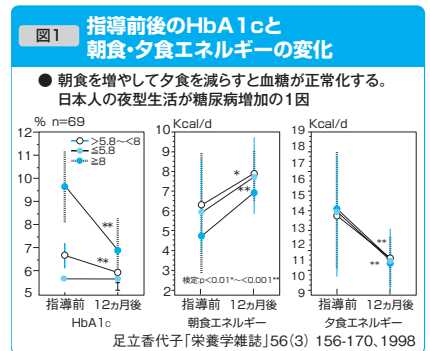 図1
指導前後のHbA1cと
朝食・夕食エネルギーの変化
● 朝食を増やして夕食を減らすと血糖が正常化する。
日本人の夜型生活が糖尿病増加の1因
% n=69
12
11
10
9
8
7
6
5
>5.8~<8
≦5.8
≧8
**
**
指導前 12ヵ月後
HbA1c
Kcal/d
10
9
8
7
6
5
4
3
2
*
**
検定:p<0.01*~<0.001**
指導前 12ヵ月後
朝食エネルギー
Kcal/d
19
18
17
16
15
14
13
12
11
10
9
**
**
指導前 12ヵ月後
夕食エネルギー
足立香代子「栄養学雑誌」56(3) 156-170、1998